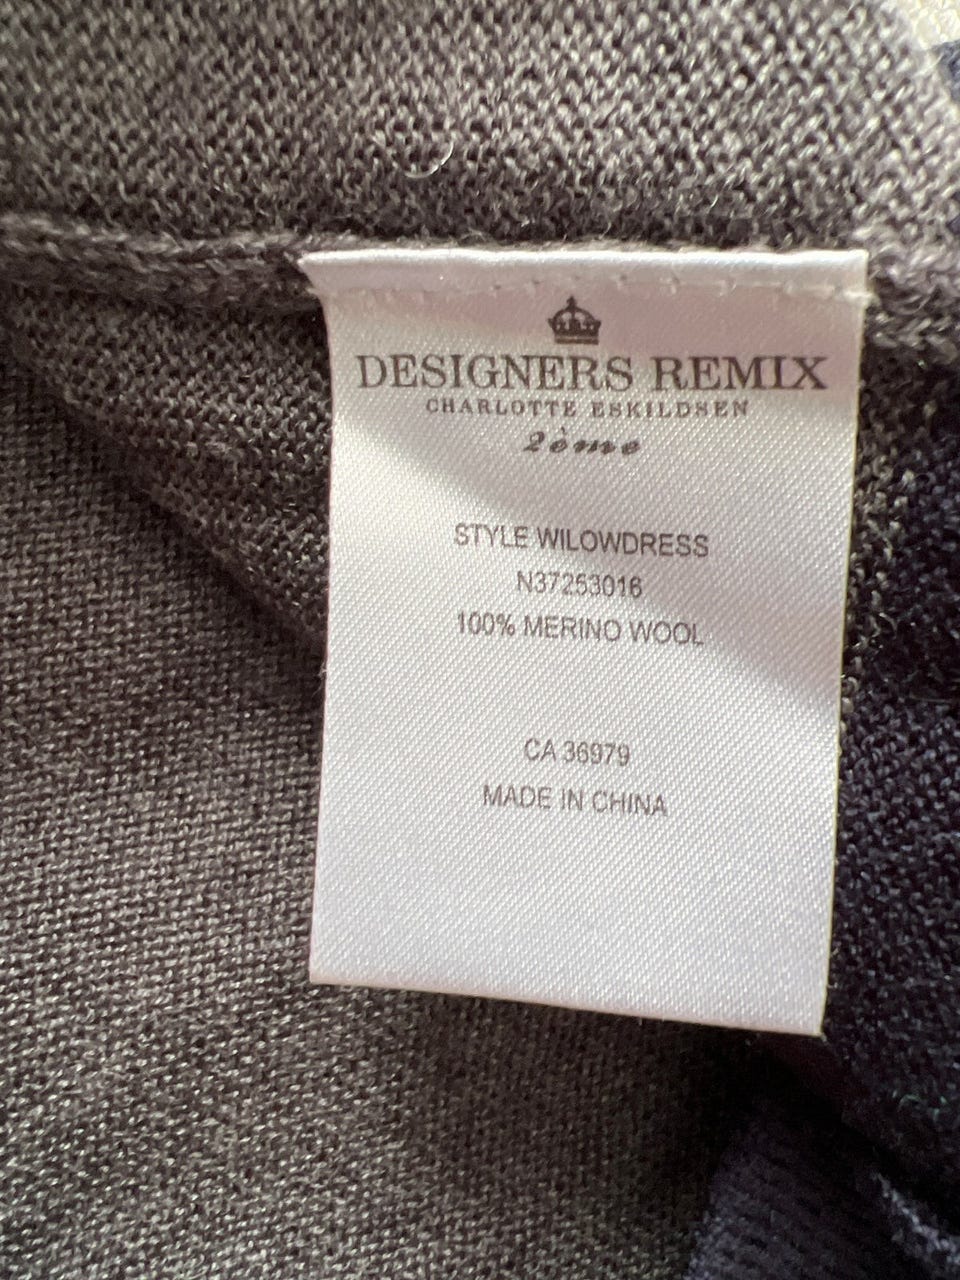 DESIGNERS REMIX
CHARLOTTE ESKILDSEN
2ème
STYLE WILOWDRESS
N37253016
100% MERINO WOOL
CA 36979
MADE IN CHINA